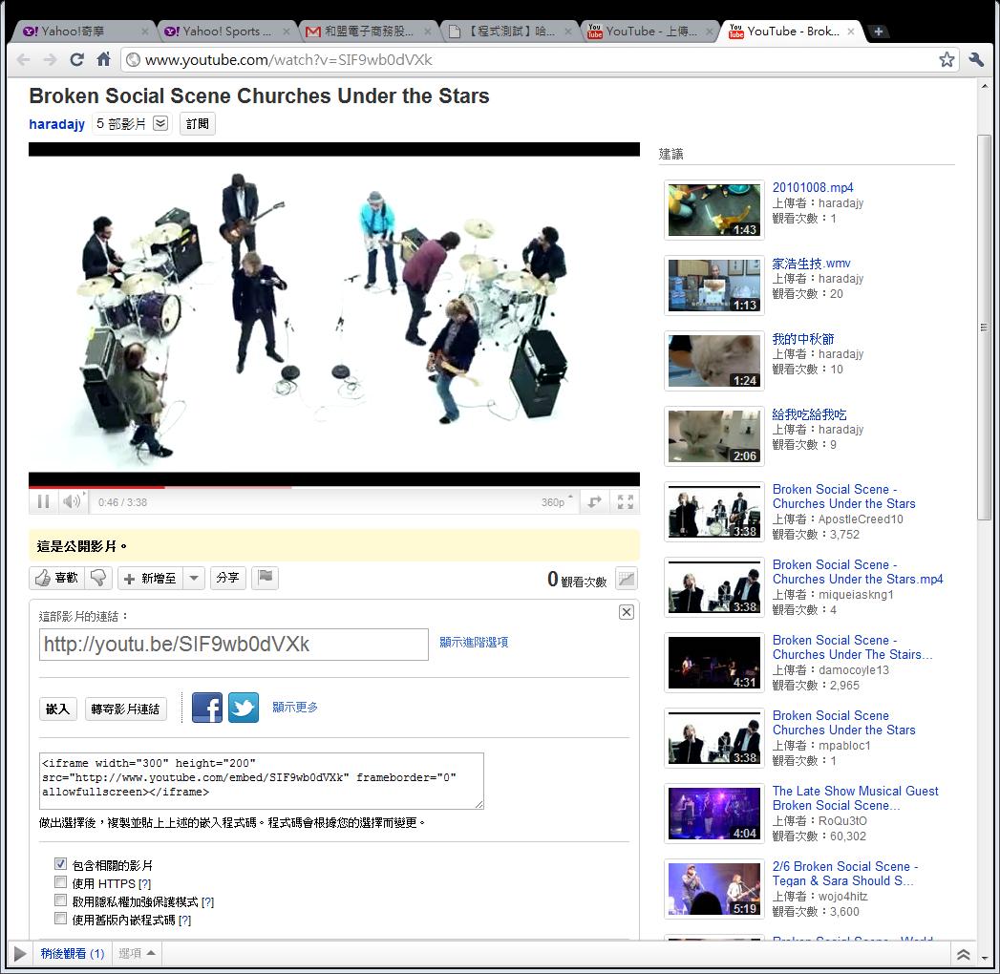 Yahoo!奇摩
Yahoo! Sports ...
和盟電子商務股...
【程式測試】哈...
YouTube - 上傳...
YouTube - Brok...
www.youtube.com/watch?v=SIF9wb0dVXk
Broken Social Scene Churches Under the Stars
haradajy 5 部影片 訂閱
0:46 / 3:38 360p
這是公開影片。
喜歡 新增至 分享 0 觀看次數
這部影片的連結：
http://youtu.be/SIF9wb0dVXk 顯示進階選項
嵌入 轉寄影片連結 顯示更多
<iframe width="300" height="200"
src="http://www.youtube.com/embed/SIF9wb0dVXk" frameborder="0"
allowfullscreen></iframe>
做出選擇後，複製並貼上上述的嵌入程式碼。程式碼會根據您的選擇而變更。
包含相關的影片
使用 HTTPS [?]
啟用隱私權加強保護模式 [?]
使用舊版內嵌程式碼 [?]
建議
20101008.mp4
上傳者：haradajy
觀看次數：1
1:43
家浩生技.wmv
上傳者：haradajy
觀看次數：20
1:13
我的中秋節
上傳者：haradajy
觀看次數：10
1:24
給我吃給我吃
上傳者：haradajy
觀看次數：9
2:06
Broken Social Scene -
Churches Under the Stars
上傳者：ApostleCreed10
觀看次數：3,752
3:38
Broken Social Scene -
Churches Under the Stars.mp4
上傳者：miqueiaskng1
觀看次數：4
3:38
Broken Social Scene -
Churches Under The Stairs...
上傳者：damocoyle13
觀看次數：2,965
4:31
Broken Social Scene
Churches Under the Stars
上傳者：mpabloc1
觀看次數：1
3:38
The Late Show Musical Guest
Broken Social Scene...
上傳者：RoQu3tO
觀看次數：60,302
4:04
2/6 Broken Social Scene -
Tegan & Sara Should S...
上傳者：wojo4hitz
觀看次數：3,600
5:19
Broken Social Scene - World
稍後觀看 (1) 選項